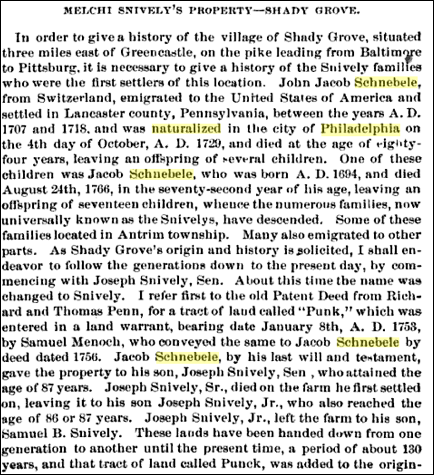 MELCHI SNIVELY'S PROPERTY—SHADY GROVE.
In order to give a history of the village of Shady Grove, situated
three miles east of Greencastle, on the pike leading from Baltimore
to Pittsburg, it is necessary to give a history of the Snively families
who were the first settlers of this location. John Jacob Schnebele,
from Switzerland, emigrated to the United States of America and
settled in Lancaster county, Pennsylvania, between the years A. D.
1707 and 1718, and was naturalized in the city of Philadelphia on
the 4th day of October, A. D. 1729, and died at the age of eighty-
four years, leaving an offspring of several children. One of these
children was Jacob Schnebele, who was born A. D. 1694, and died
August 24th, 1766, in the seventy-second year of his age, leaving an
offspring of seventeen children, whence the numerous families, now
universally known as the Snivelys, have descended. Some of these
families located in Antrim township. Many also emigrated to other
parts. As Shady Grove's origin and history is solicited, I shall en-
deavor to follow the generations down to the present day, by com-
mencing with Joseph Snively, Sen. About this time the name was
changed to Snively. I refer first to the old Patent Deed from Rich-
ard and Thomas Penn, for a tract of land called "Punk," which was
entered in a land warrant, bearing date January 8th, A. D. 1753,
by Samuel Menoch, who conveyed the same to Jacob Schnebele by
deed dated 1756. Jacob Schnebele, by his last will and testament,
gave the property to his son, Joseph Snively, Sen , who attained the
age of 87 years. Joseph Snively, Sr., died on the farm he first settled
on, leaving it to his son Joseph Snively, Jr., who also reached the
age of 86 or 87 years. Joseph Snively, Jr., left the farm to his son,
Samuel B. Snively. These lands have been handed down from one
generation to another until the present time, a period of about 130
years, and that tract of land called Punck, was added to the origin-